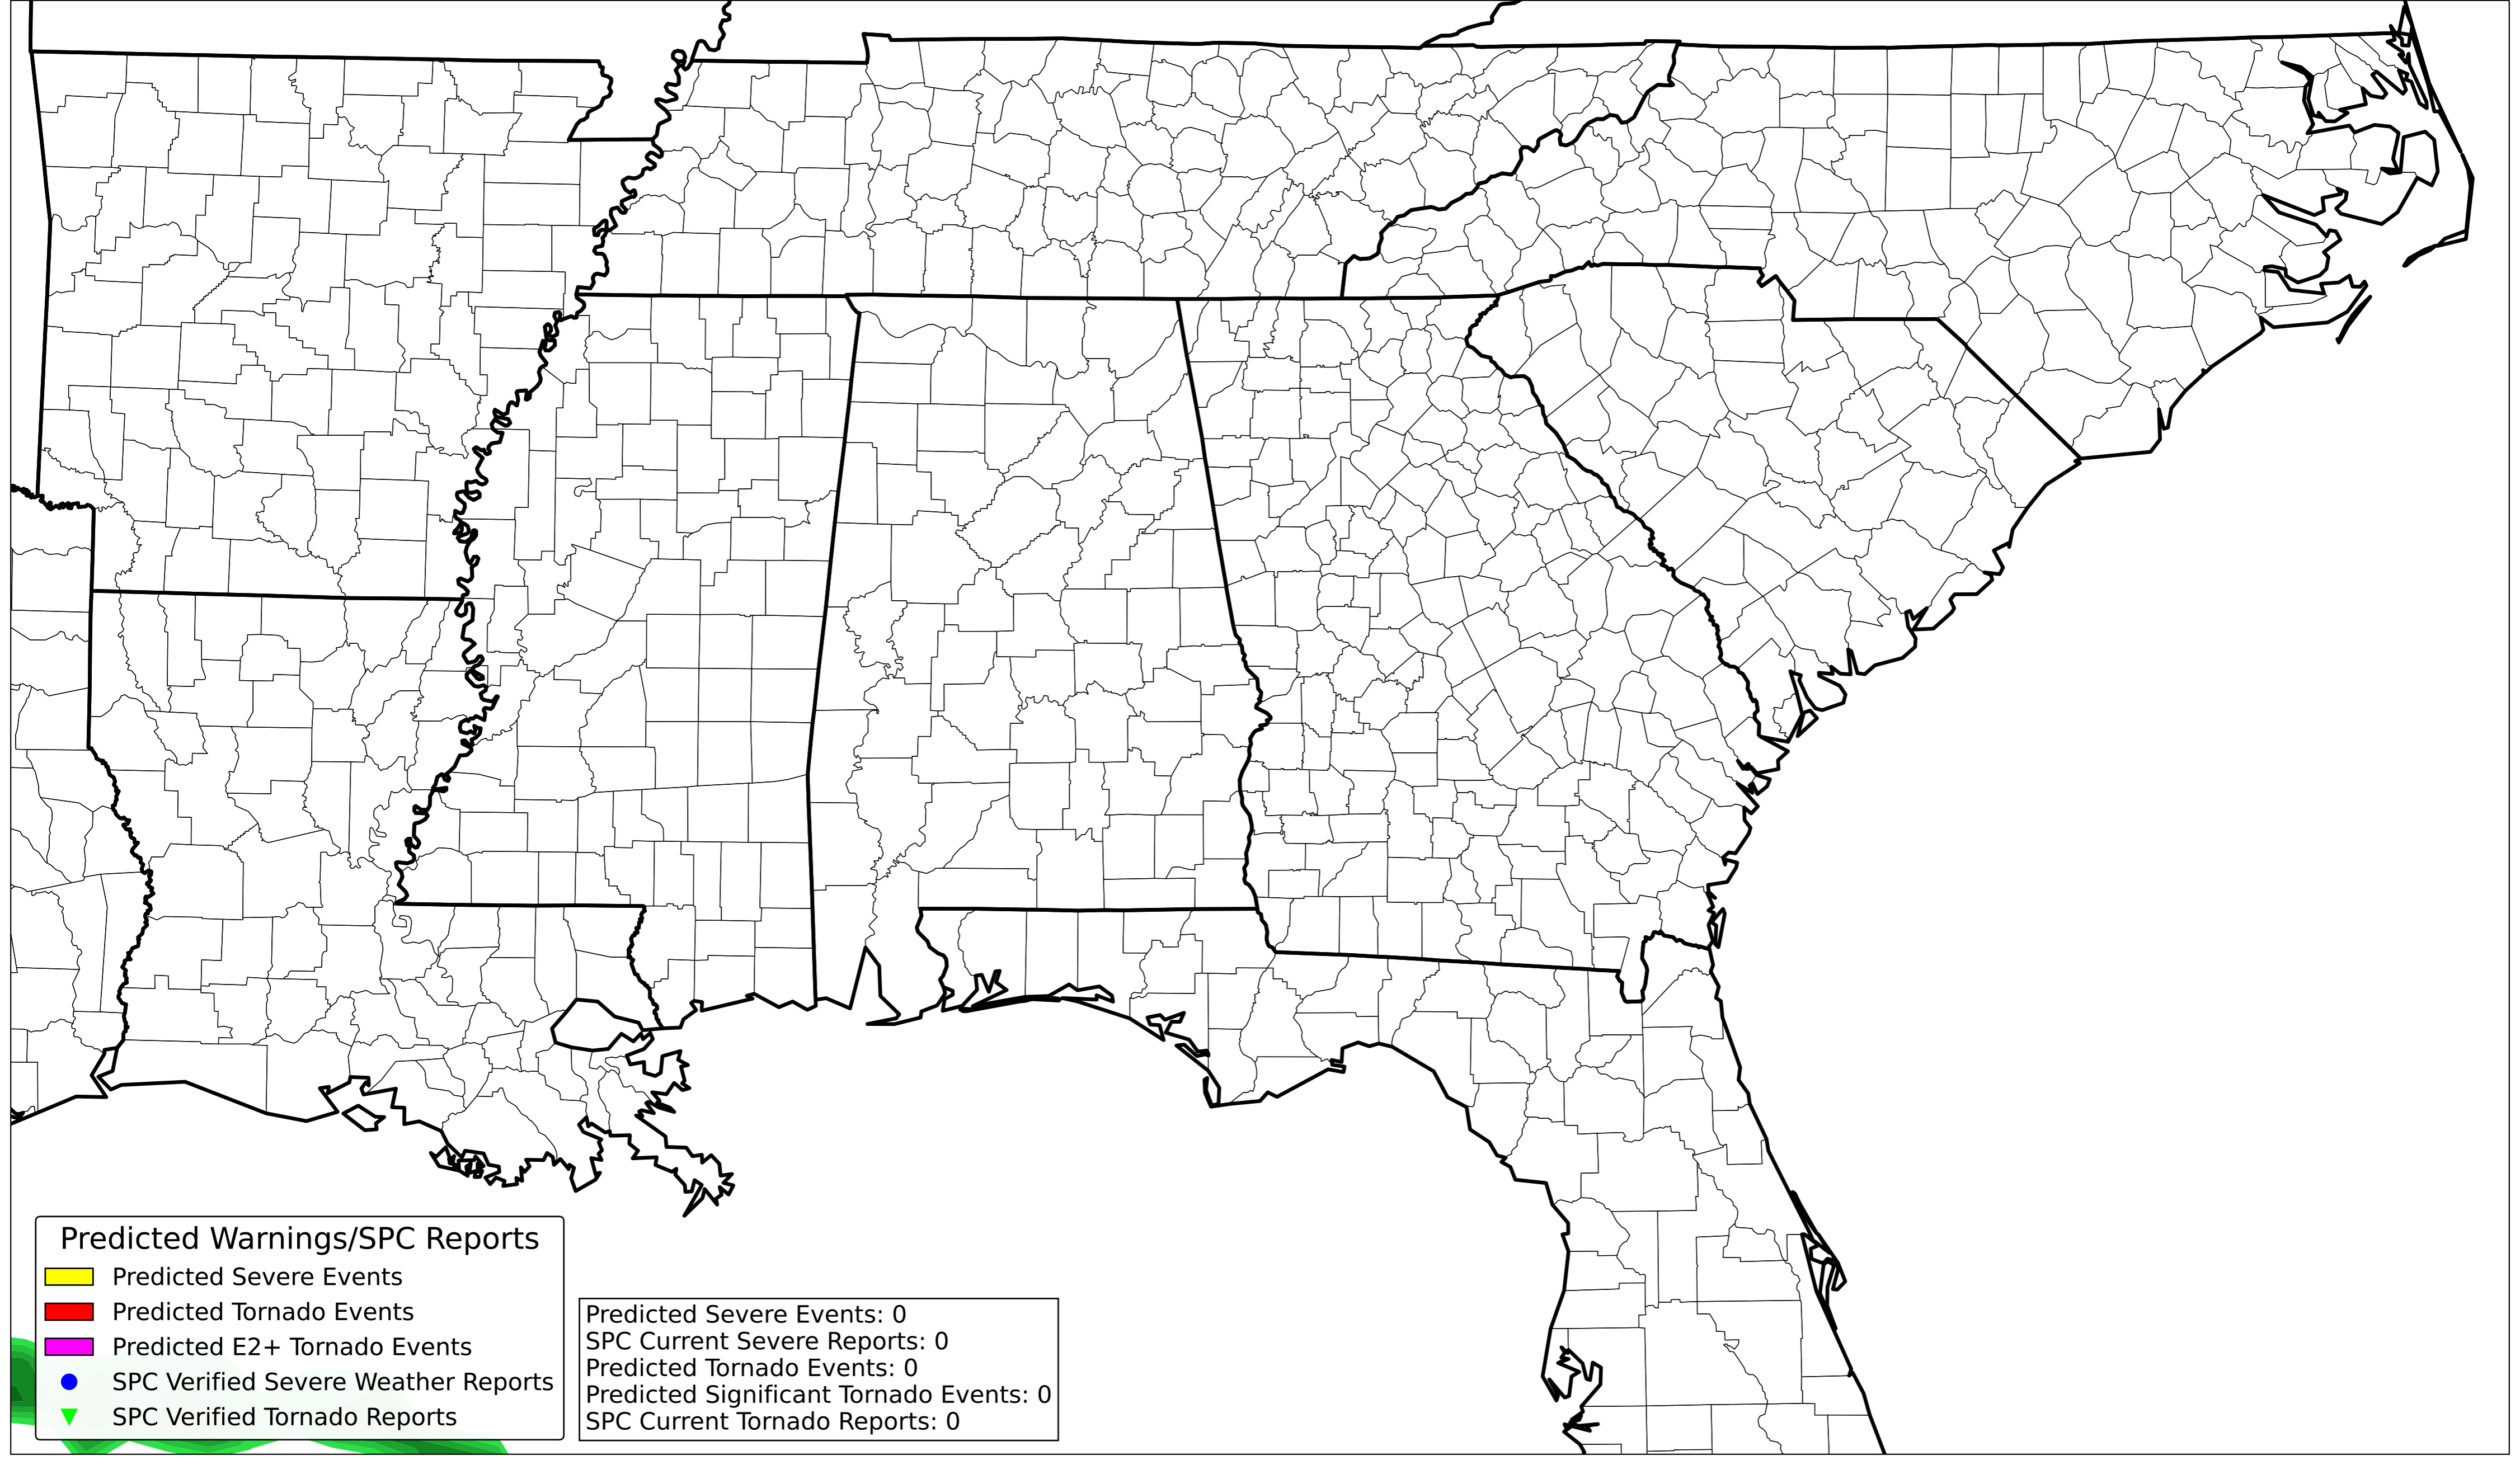 Predicted Warnings/SPC Reports
Predicted Severe Events
Predicted Tornado Events
Predicted E2+ Tornado Events
SPC Verified Severe Weather Reports
SPC Verified Tornado Reports
Predicted Severe Events: 0
SPC Current Severe Reports: 0
Predicted Tornado Events: 0
Predicted Significant Tornado Events: 0
SPC Current Tornado Reports: 0